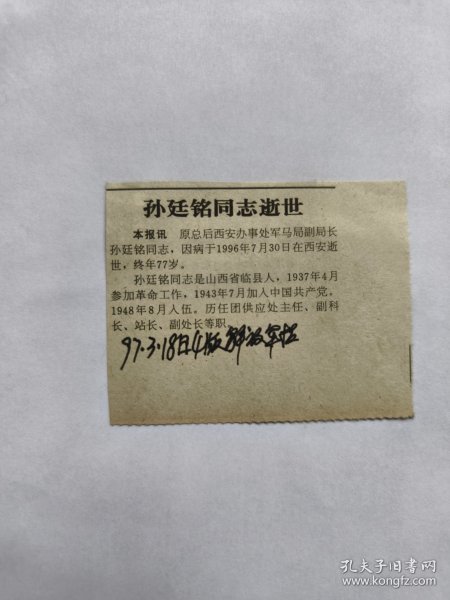 孙廷铭同志逝世
本报讯 原总后西安办事处军马局副局长
孙廷铭同志，因病于1996年7月30日在西安逝
世，终年77岁。
孙廷铭同志是山西省临县人，1937年4月
参加革命工作，1943年7月加入中国共产党，
1948年8月入伍。历任团供应处主任、副科
长、站长、副处长等职。
97.3.18日4版解放军报
孔夫子旧书网
www.kongfz.com